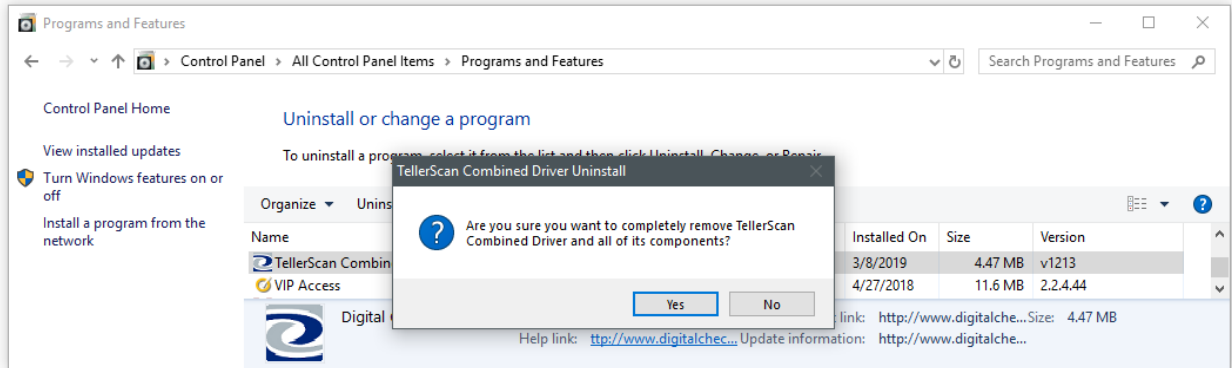 Programs and Features
Control Panel > All Control Panel Items > Programs and Features
Search Programs and Features
Control Panel Home
View installed updates
Turn Windows features on or
off
Install a program from the
network
Uninstall or change a program
To uninstall a program, select it from the list and then click Uninstall, Change, or Repair.
Organize
Unins
TellerScan Combined Driver Uninstall
Are you sure you want to completely remove TellerScan
Combined Driver and all of its components?
Yes No
Name Installed On Size Version
TellerScan Combin 3/8/2019 4.47 MB v1213
VIP Access 4/27/2018 11.6 MB 2.2.4.44
Digital link: http://www.digitalche... Size: 4.47 MB
Help link: ttp://www.digitalchec... Update information: http://www.digitalche...